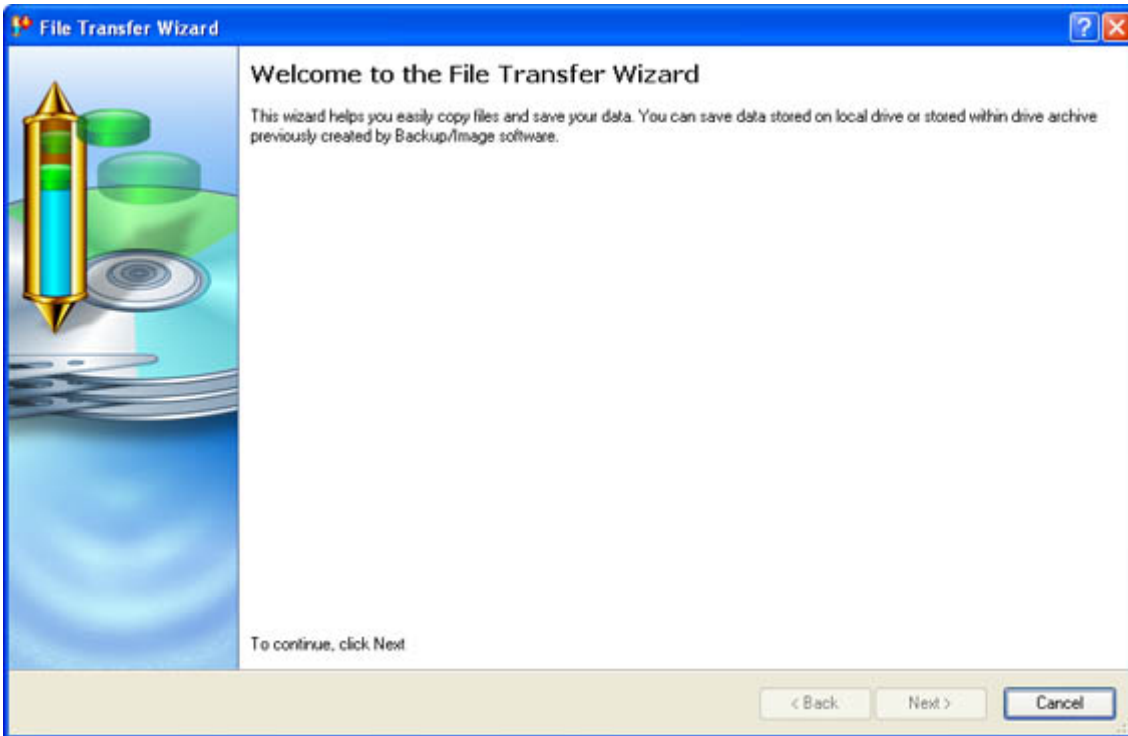 File Transfer Wizard
Welcome to the File Transfer Wizard
This wizard helps you easily copy files and save your data. You can save data stored on local drive or stored within drive archive
previously created by Backup/Image software.
To continue, click Next
< Back Next > Cancel